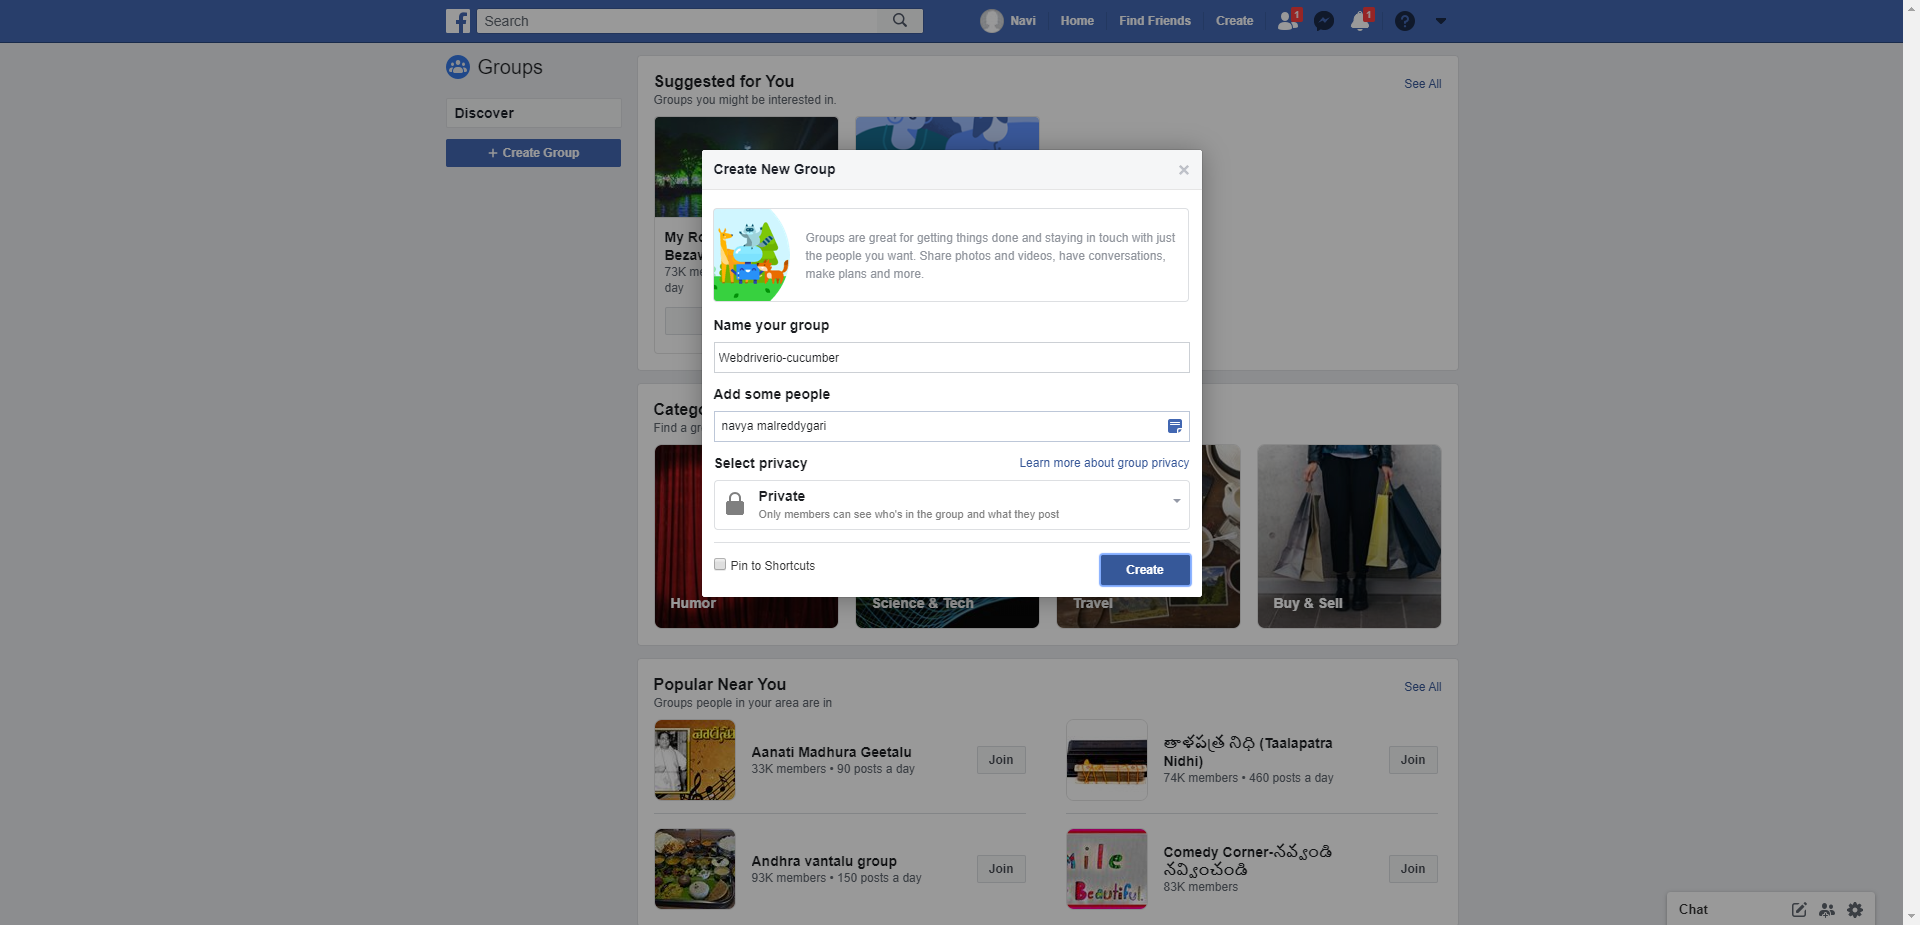 Search
Navi
Home
Find Friends
Create
1
1
Groups
Discover
+ Create Group
Suggested for You
Groups you might be interested in.
See All
Create New Group
Groups are great for getting things done and staying in touch with just
the people you want. Share photos and videos, have conversations,
make plans and more.
My Ro
Bezaw
73K me
day
Name your group
Webdriverio-cucumber
Add some people
navya malreddygari
Select privacy
Learn more about group privacy
Private
Only members can see who's in the group and what they post
Pin to Shortcuts
Create
Catego
Find a gr
Humor
Science & Tech
Travel
Buy & Sell
Popular Near You
Groups people in your area are in
See All
Aanati Madhura Geetalu
33K members • 90 posts a day
Join
తాళపత్ర నిధి (Taalapatra
Nidhi)
74K members • 460 posts a day
Join
Andhra vantalu group
93K members • 150 posts a day
Join
mile
Beautiful.
Comedy Corner-నవ్వండి
నవ్వించండి
83K members
Join
Chat